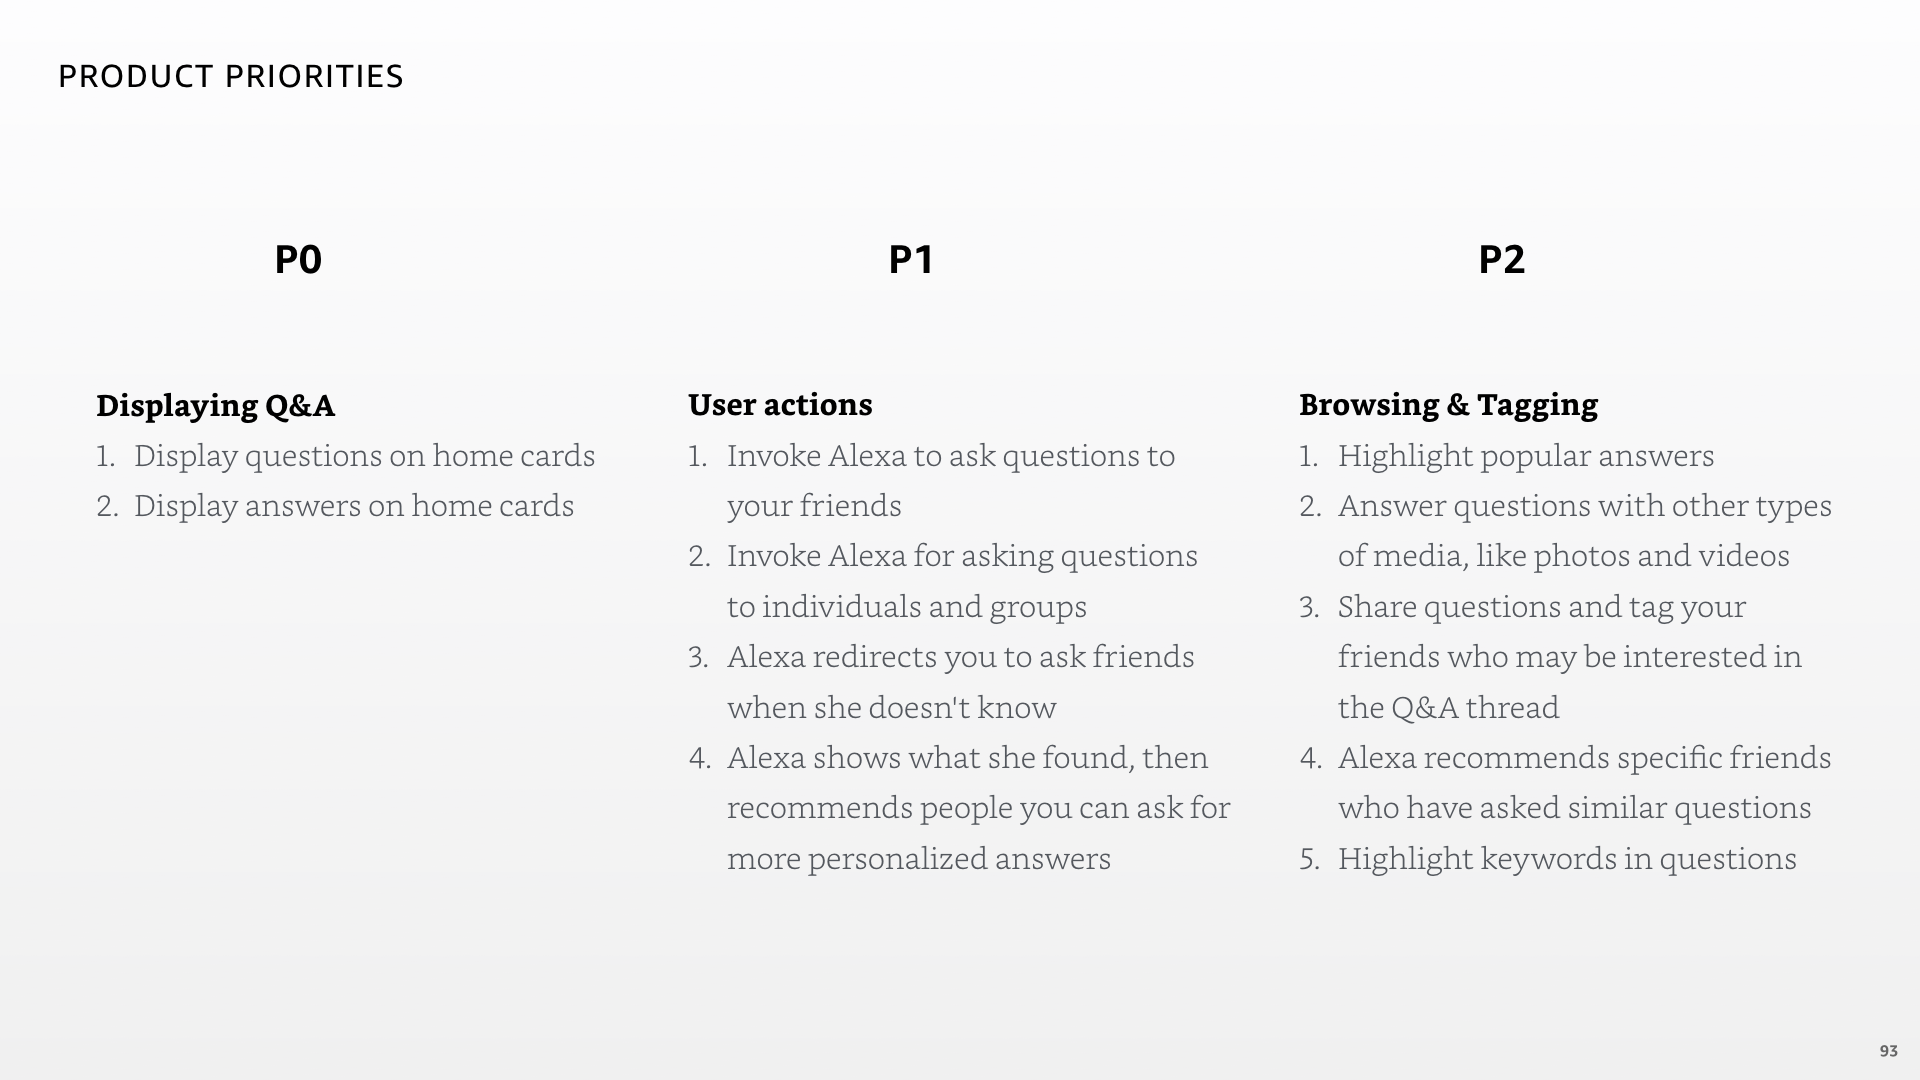 PRODUCT PRIORITIES
P0
Displaying Q&A
1. Display questions on home cards
2. Display answers on home cards
P1
User actions
1. Invoke Alexa to ask questions to
your friends
2. Invoke Alexa for asking questions
to individuals and groups
3. Alexa redirects you to ask friends
when she doesn't know
4. Alexa shows what she found, then
recommends people you can ask for
more personalized answers
P2
Browsing & Tagging
1. Highlight popular answers
2. Answer questions with other types
of media, like photos and videos
3. Share questions and tag your
friends who may be interested in
the Q&A thread
4. Alexa recommends specific friends
who have asked similar questions
5. Highlight keywords in questions
93